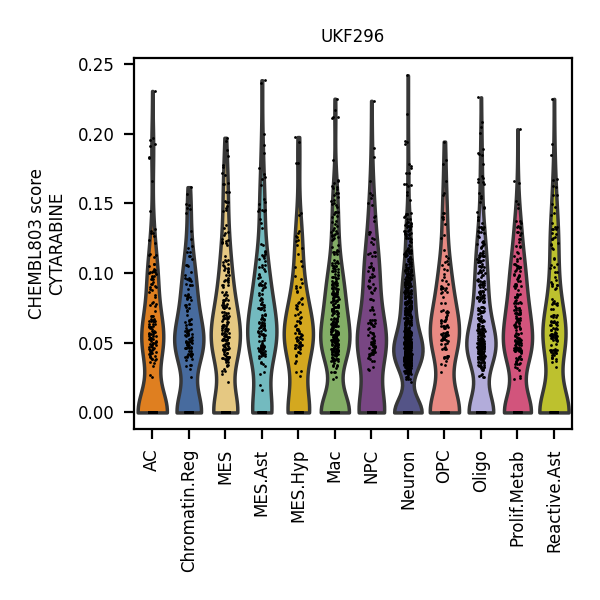 UKF296
CHEMBL803 score
CYTARABINE
0.25
0.20
0.15
0.10
0.05
0.00
AC
Chromatin.Reg
MES
MES.Ast
MES.Hyp
Mac
NPC
Neuron
OPC
Oligo
Prolif.Metab
Reactive.Ast